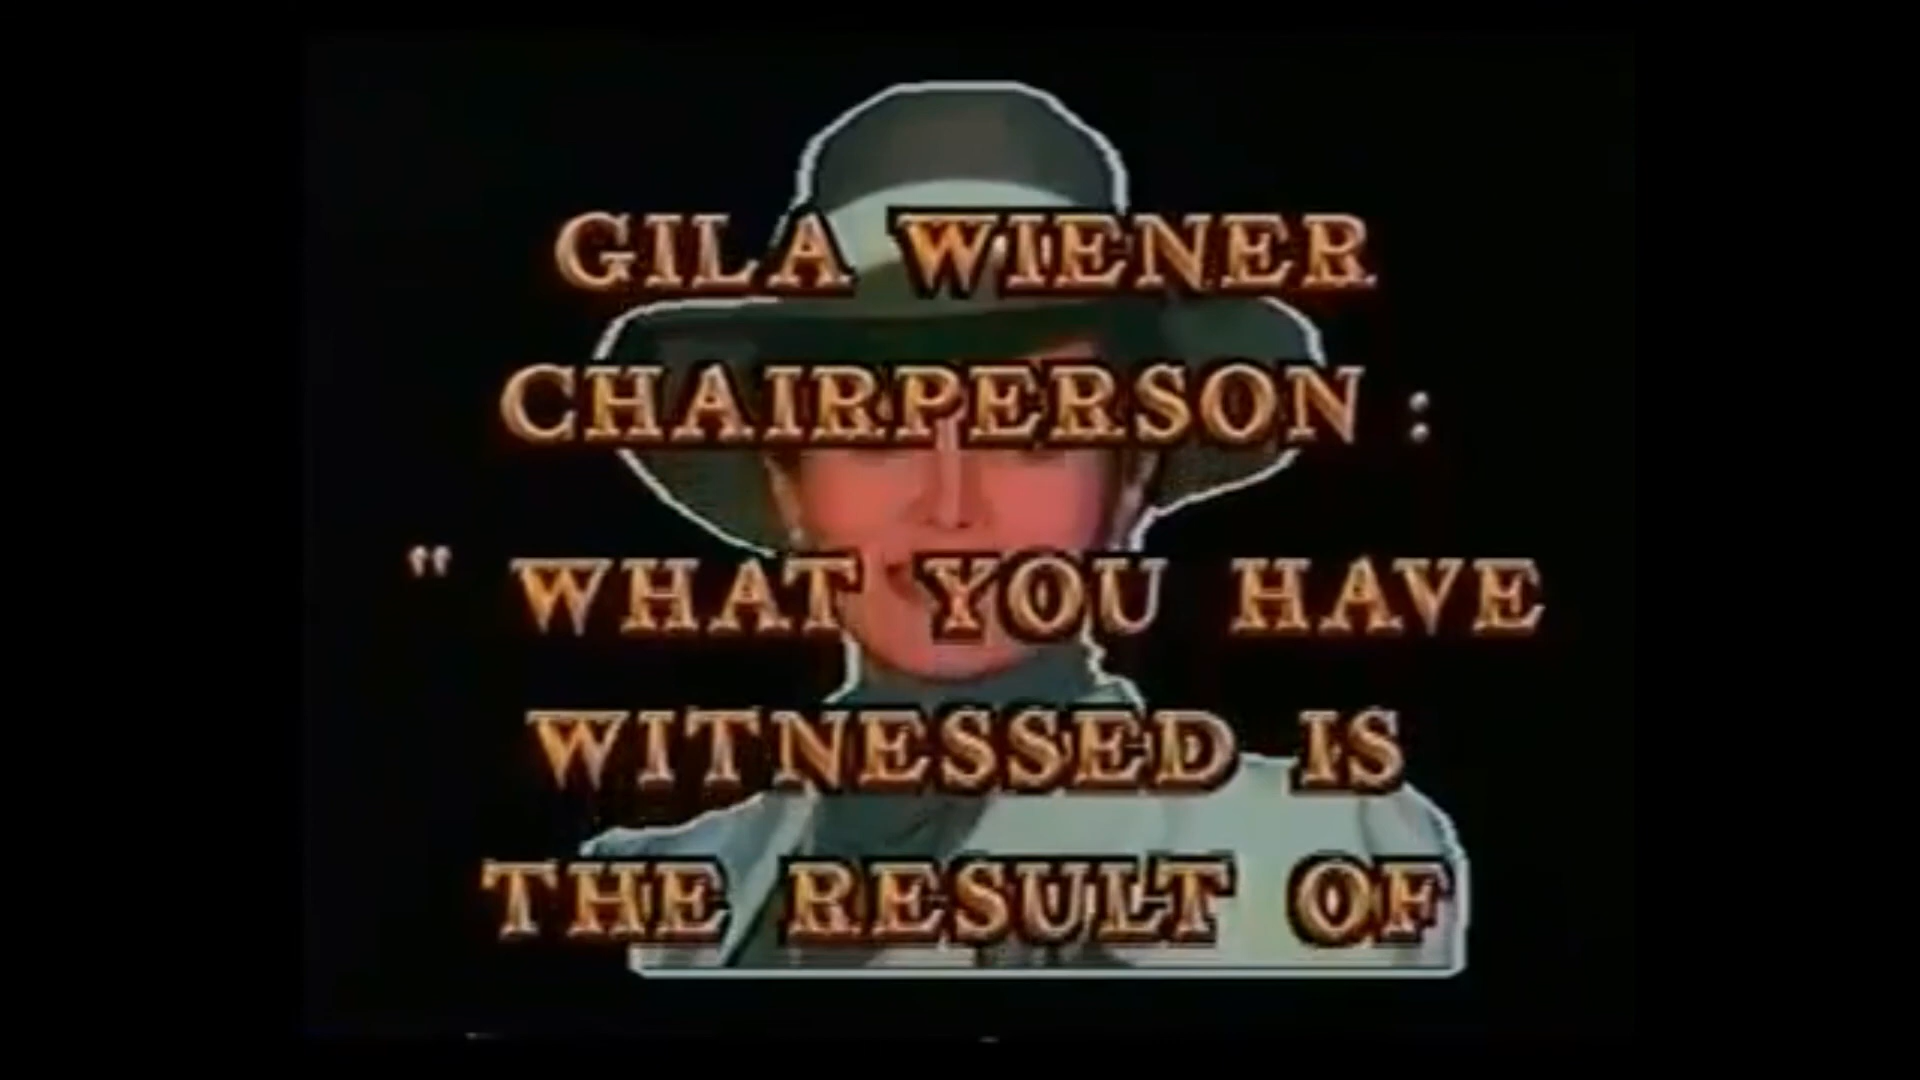 GILA WIENER
CHAIRPERSON :
" WHAT YOU HAVE
WITNESSED IS
THE RESULT OF